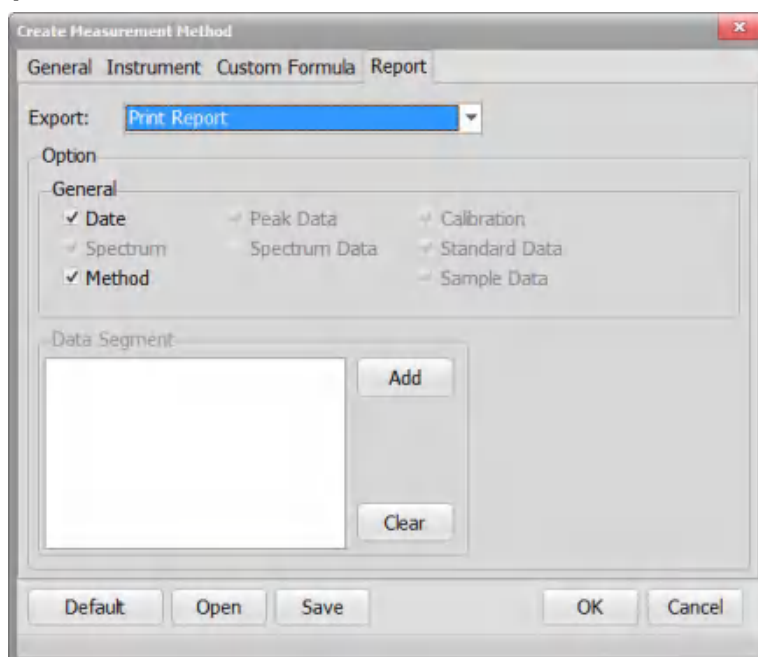 Create Measurement Method
General Instrument Custom Formula Report
Export: Print Report
Option
General
Date Peak Data Calibration
Spectrum Spectrum Data Standard Data
Method Sample Data
Data Segment
Add
Clear
Default Open Save OK Cancel